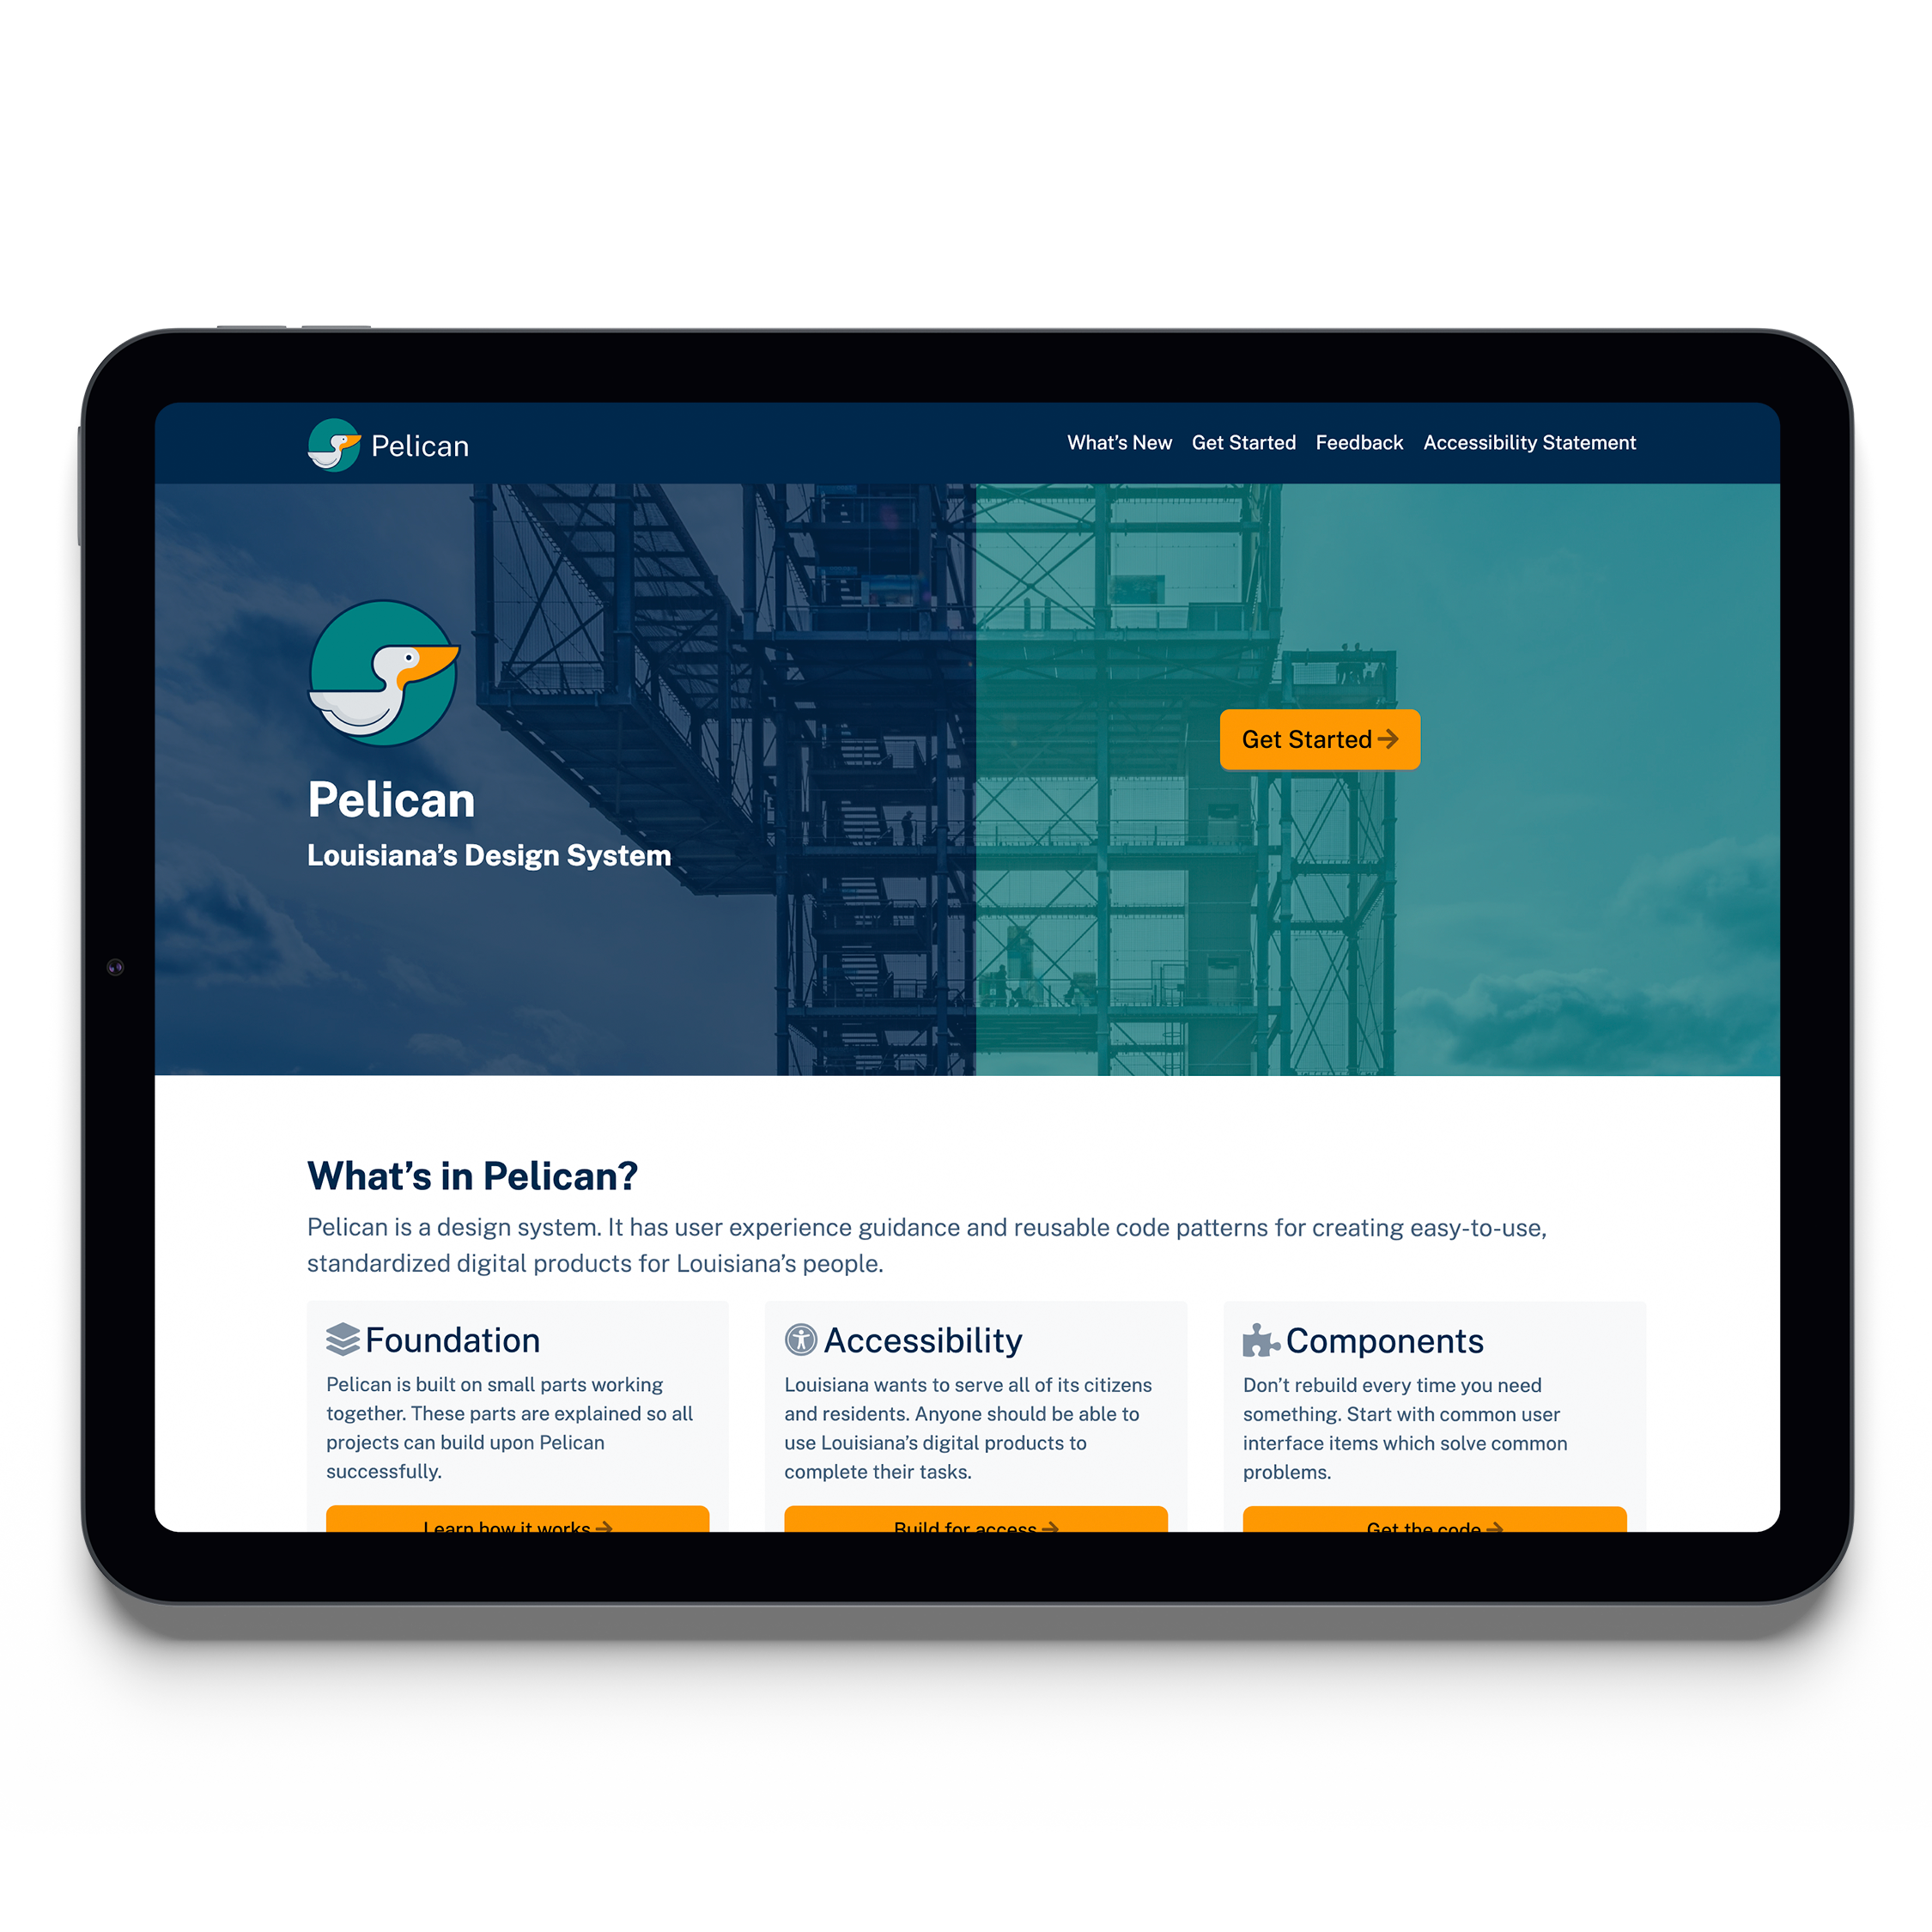 Pelican
What's New Get Started Feedback Accessibility Statement
Pelican
Louisiana's Design System
Get Started
What's in Pelican?
Pelican is a design system. It has user experience guidance and reusable code patterns for creating easy-to-use,
standardized digital products for Louisiana's people.
Foundation
Pelican is built on small parts working
together. These parts are explained so all
projects can build upon Pelican
successfully.
Learn how it works
Accessibility
Louisiana wants to serve all of its citizens
and residents. Anyone should be able to
use Louisiana's digital products to
complete their tasks.
Build for access
Components
Don't rebuild every time you need
something. Start with common user
interface items which solve common
problems.
Get the code